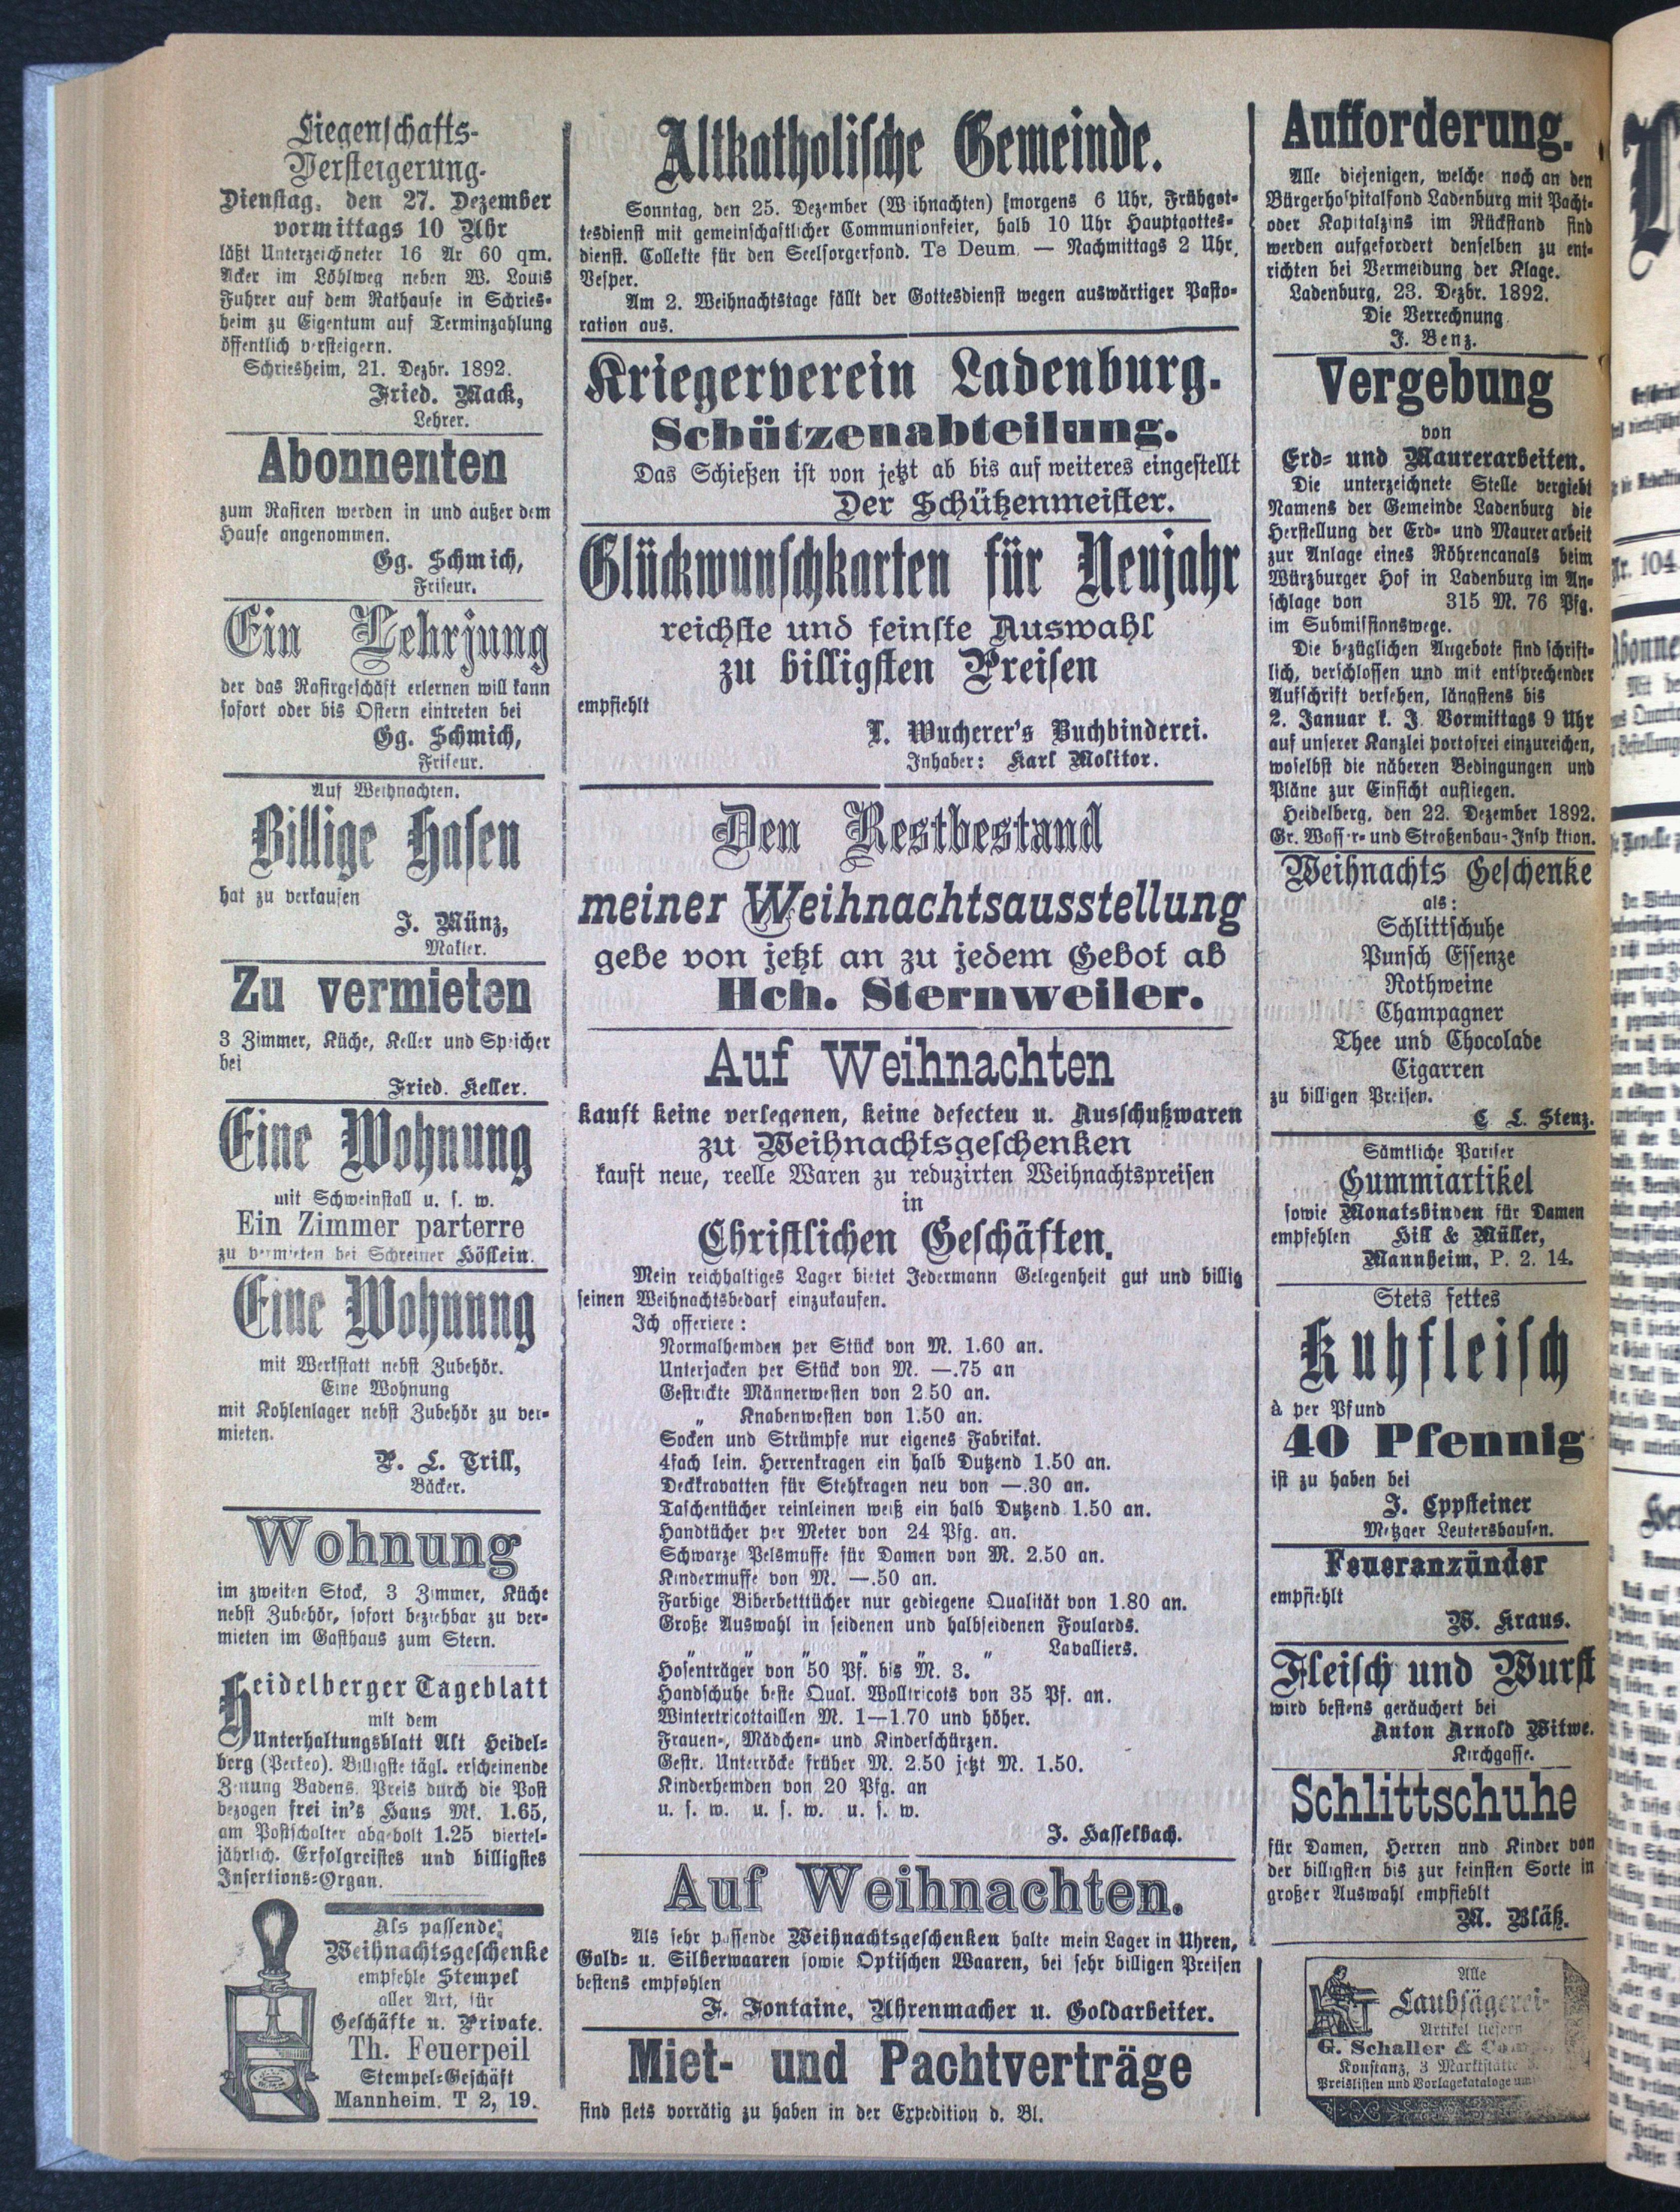 Liegenschafts-
Versteigerung.
Dienstag, den 27. Dezember
vormittags 10 Uhr
läßt Unterzeichneter 16 Ar 60 qm.
Acker im Löhlweg neben W. Louis
Fuhrer auf dem Rathause in Schries-
heim zu Eigentum auf Terminzahlung
öffentlich versteigern.
Schriesheim, 21. Dezbr. 1892.
Fried. Mack,
Lehrer.
Abonnenten
zum Rasiren werden in und außer dem
Hause angenommen.
Gg. Schmich,
Friseur.
Ein Lehrjung
der das Rasirgeschäft erlernen will kann
sofort oder bis Ostern eintreten bei
Gg. Schmich,
Friseur.
Auf Weihnachten.
Billige Hasen
hat zu verkaufen
J. Münz,
Makler.
Zu vermieten
3 Zimmer, Küche, Keller und Speicher
bei
Fried. Keller.
Eine Wohnung
mit Schweinstall u. s. w.
Ein Zimmer parterre
zu vermieten bei Schreiner Höflein.
Eine Wohnung
mit Werkstatt nebst Zubehör.
Eine Wohnung
mit Kohlenlager nebst Zubehör zu ver-
mieten.
P. L. Trill,
Bäcker.
Wohnung
im zweiten Stock, 3 Zimmer, Küche
nebst Zubehör, sofort beziehbar zu ver-
mieten im Gasthaus zum Stern.
Heidelberger Tageblatt
mit dem
Unterhaltungsblatt Alt Heidel-
berg (Perkeo). Billigste tägl. erscheinende
Zeitung Badens. Preis durch die Post
bezogen frei in's Haus Mk. 1.65,
am Postschalter abgeholt 1.25 viertel-
jährlich. Erfolgreistes und billigstes
Insertions-Organ.
Als passende
Weihnachtsgeschenke
empfehle Stempel
aller Art, für
Geschäfte u. Private.
Th. Feuerpeil
Stempel-Geschäft
Mannheim. T 2, 19.
Altkatholische Gemeinde.
Sonntag, den 25. Dezember (Weihnachten) [morgens 6 Uhr, Frühgot-
tesdienst mit gemeinschaftlicher Communionfeier, halb 10 Uhr Hauptgottes-
dienst. Collekte für den Seelsorgerfond. Te Deum. — Nachmittags 2 Uhr,
Vesper.
Am 2. Weihnachtstage fällt der Gottesdienst wegen auswärtiger Pasto-
ration aus.
Kriegerverein Ladenburg.
Schützenabteilung.
Das Schießen ist von jetzt ab bis auf weiteres eingestellt
Der Schützenmeister.
Glückwunschkarten für Neujahr
reichste und feinste Auswahl
zu billigsten Preisen
empfiehlt
L. Wucherer's Buchbinderei.
Inhaber: Karl Molitor.
Den Restbestand
meiner Weihnachtsausstellung
gebe von jetzt an zu jedem Gebot ab
Hch. Sternweiler.
Auf Weihnachten
kauft keine verlegenen, keine defecten u. Ausschußwaren
zu Weihnachtsgeschenken
kauft neue, reelle Waren zu reduzirten Weihnachtspreisen
in
Christlichen Geschäften.
Mein reichhaltiges Lager bietet Jedermann Gelegenheit gut und billig
seinen Weihnachtsbedarf einzukaufen.
Ich offeriere:
Normalhemden per Stück von M. 1.60 an.
Unterjacken per Stück von M. —.75 an
Gestrickte Männerwesten von 2.50 an.
„ Knabenwesten von 1.50 an.
Socken und Strümpfe nur eigenes Fabrikat.
4fach lein. Herrenkragen ein halb Dutzend 1.50 an.
Deckkravatten für Stehkragen neu von —.30 an.
Taschentücher reinleinen weiß ein halb Dutzend 1.50 an.
Handtücher per Meter von 24 Pfg. an.
Schwarze Pelsmuffe für Damen von M. 2.50 an.
Kindermuffe von M. —.50 an.
Farbige Biberbetttücher nur gediegene Qualität von 1.80 an.
Große Auswahl in seidenen und halbseidenen Foulards.
„ „ „ „ „ Lavalliers.
Hosenträger von 50 Pf. bis M. 3.
Handschuhe beste Qual. Wolltricots von 35 Pf. an.
Wintertricottaillen M. 1—1.70 und höher.
Frauen-, Mädchen- und Kinderschürzen.
Gestr. Unterröcke früher M. 2.50 jetzt M. 1.50.
Kinderhemden von 20 Pfg. an
u. s. w. u. s. w. u. s. w.
J. Hasselbach.
Auf Weihnachten.
Als sehr passende Weihnachtsgeschenken halte mein Lager in Uhren,
Gold- u. Silberwaaren sowie Optischen Waaren, bei sehr billigen Preisen
bestens empfohlen
F. Fontaine, Uhrenmacher u. Goldarbeiter.
Miet- und Pachtverträge
sind stets vorrätig zu haben in der Expedition d. Bl.
Aufforderung.
Alle diejenigen, welche noch an den
Bürgerhospitalfond Ladenburg mit Pacht-
oder Kapitalzins im Rückstand sind
werden aufgefordert denselben zu ent-
richten bei Vermeidung der Klage.
Ladenburg, 23. Dezbr. 1892.
Die Verrechnung
J. Benz.
Vergebung
von
Erd- und Maurerarbeiten.
Die unterzeichnete Stelle vergiebt
Namens der Gemeinde Ladenburg die
Herstellung der Erd- und Maurerarbeit
zur Anlage eines Röhrencanals beim
Würzburger Hof in Ladenburg im An-
schlage von 315 M. 76 Pfg.
im Submissionswege.
Die bezüglichen Angebote sind schrift-
lich, verschlossen und mit entsprechender
Aufschrift versehen, längstens bis
2. Januar k. J. Vormittags 9 Uhr
auf unserer Kanzlei portofrei einzureichen,
woselbst die näheren Bedingungen und
Pläne zur Einsicht aufliegen.
Heidelberg, den 22. Dezember 1892.
Gr. Wasser- und Straßenbau-Inspektion.
Weihnachts Geschenke
als:
Schlittschuhe
Punsch Essenze
Rothweine
Champagner
Thee und Chocolade
Cigarren
zu billigen Preisen.
C L. Stenz.
Sämtliche Pariser
Gummiartikel
sowie Monatsbinden für Damen
empfehlen Hill & Müller,
Mannheim, P. 2. 14.
Stets fettes
Kuhfleisch
à per Pfund
40 Pfennig
ist zu haben bei
J. Eppsteiner
Metzger Leutershausen.
Feueranzünder
empfiehlt
W. Kraus.
Fleisch und Wurst
wird bestens geräuchert bei
Anton Arnold Witwe.
Kirchgasse.
Schlittschuhe
für Damen, Herren und Kinder von
der billigsten bis zur feinsten Sorte in
großer Auswahl empfiehlt
M. Bläß.
Alle
Laubsägerei-
Artikel liefern
G. Schaller &
Konstanz, 3 Marktstätte 3.
Preislisten und Vorlagekataloge
Nr. 104